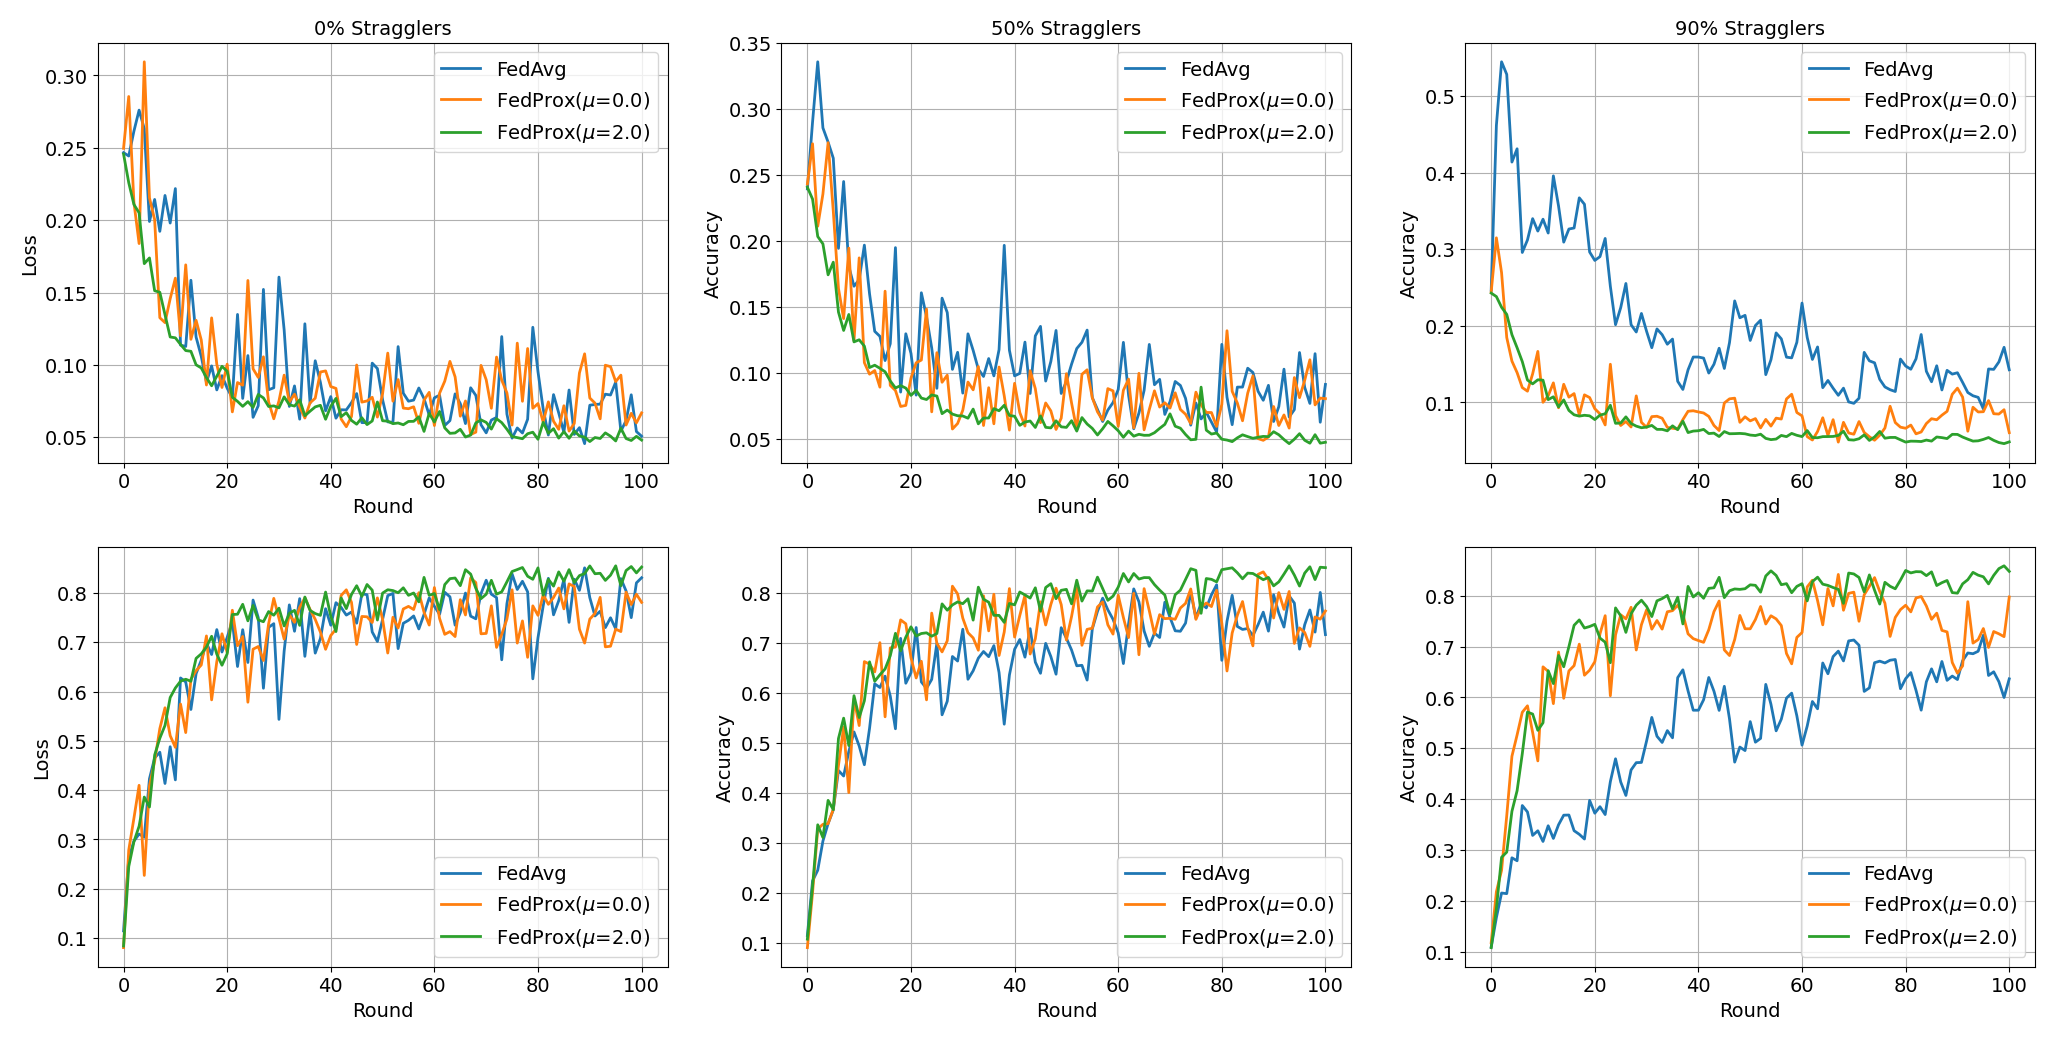 0% Stragglers
0.30
0.25
0.20
0.15
0.10
0.05
Loss
0 20 40 60 80 100
Round
FedAvg
FedProx(μ=0.0)
FedProx(μ=2.0)
50% Stragglers
0.35
0.30
0.25
0.20
0.15
0.10
0.05
Accuracy
0 20 40 60 80 100
Round
FedAvg
FedProx(μ=0.0)
FedProx(μ=2.0)
90% Stragglers
0.5
0.4
0.3
0.2
0.1
Accuracy
0 20 40 60 80 100
Round
FedAvg
FedProx(μ=0.0)
FedProx(μ=2.0)
0.8
0.7
0.6
0.5
0.4
0.3
0.2
0.1
Loss
0 20 40 60 80 100
Round
FedAvg
FedProx(μ=0.0)
FedProx(μ=2.0)
0.8
0.7
0.6
0.5
0.4
0.3
0.2
0.1
Accuracy
0 20 40 60 80 100
Round
FedAvg
FedProx(μ=0.0)
FedProx(μ=2.0)
0.8
0.7
0.6
0.5
0.4
0.3
0.2
0.1
Accuracy
0 20 40 60 80 100
Round
FedAvg
FedProx(μ=0.0)
FedProx(μ=2.0)